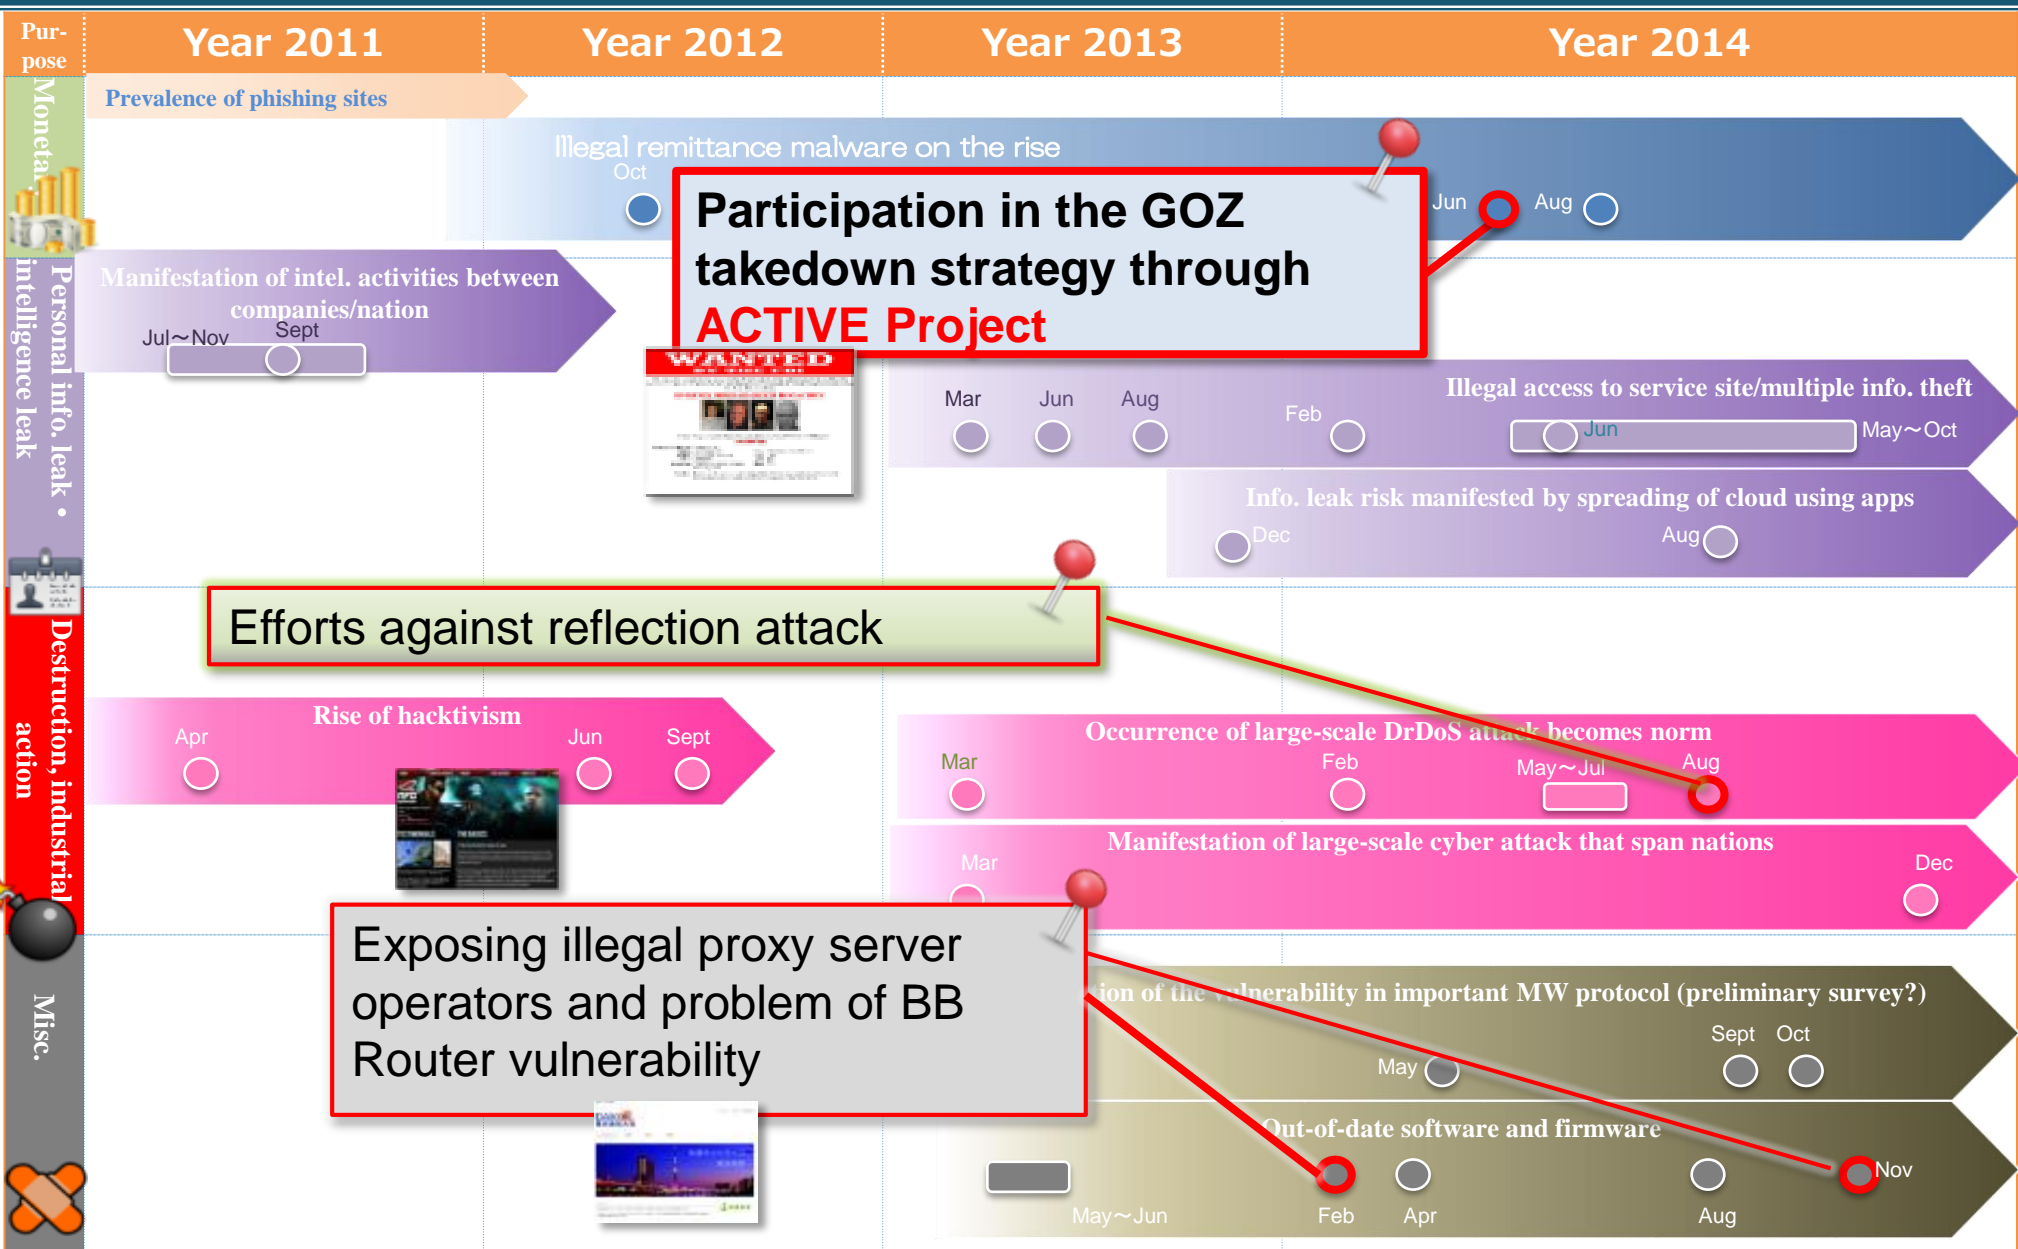 Pur-
pose
Year 2011
Year 2012
Year 2013
Year 2014
Prevalence of phishing sites
Illegal remittance malware on the rise
Oct
Jun
Aug
Participation in the GOZ
takedown strategy through
ACTIVE Project
Personal info. leak •
intelligence leak
Manifestation of intel. activities between
companies/nation
Jul～Nov
Sept
WANTED
Illegal access to service site/multiple info. theft
Mar
Jun
Aug
Feb
Jun
May～Oct
Info. leak risk manifested by spreading of cloud using apps
Dec
Aug
Efforts against reflection attack
Destruction, industrial
action
Rise of hacktivism
Apr
Jun
Sept
Occurrence of large-scale DrDoS attack becomes norm
Mar
Feb
May～Jul
Aug
Manifestation of large-scale cyber attack that span nations
Mar
Dec
Exposing illegal proxy server
operators and problem of BB
Router vulnerability
Misc.
of the vulnerability in important MW protocol (preliminary survey?)
May
Sept
Oct
Out-of-date software and firmware
May～Jun
Feb
Apr
Aug
Nov